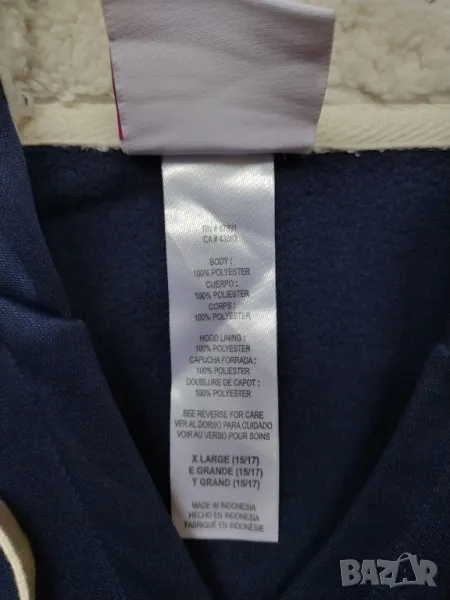 BODY :
100% POLYESTER
CUERPO :
100% POLIESTER
CORPS :
100% POLYESTER
HOOD LINING :
100% POLYESTER
CAPUCHA FORRADA :
100% POLIESTER
DOUBLURE DE CAPOT :
100% POLYESTER
SEE REVERSE FOR CARE
VER AL DORSO PARA CUIDADO
VOIR AU VERSO POUR SOINS
X LARGE (15/17)
E GRANDE (15/17)
T GRAND (15/17)
MADE IN INDONESIA
HECHO EN INDONESIA
FABRIQUÉ EN INDONÉSIE
BAZAR